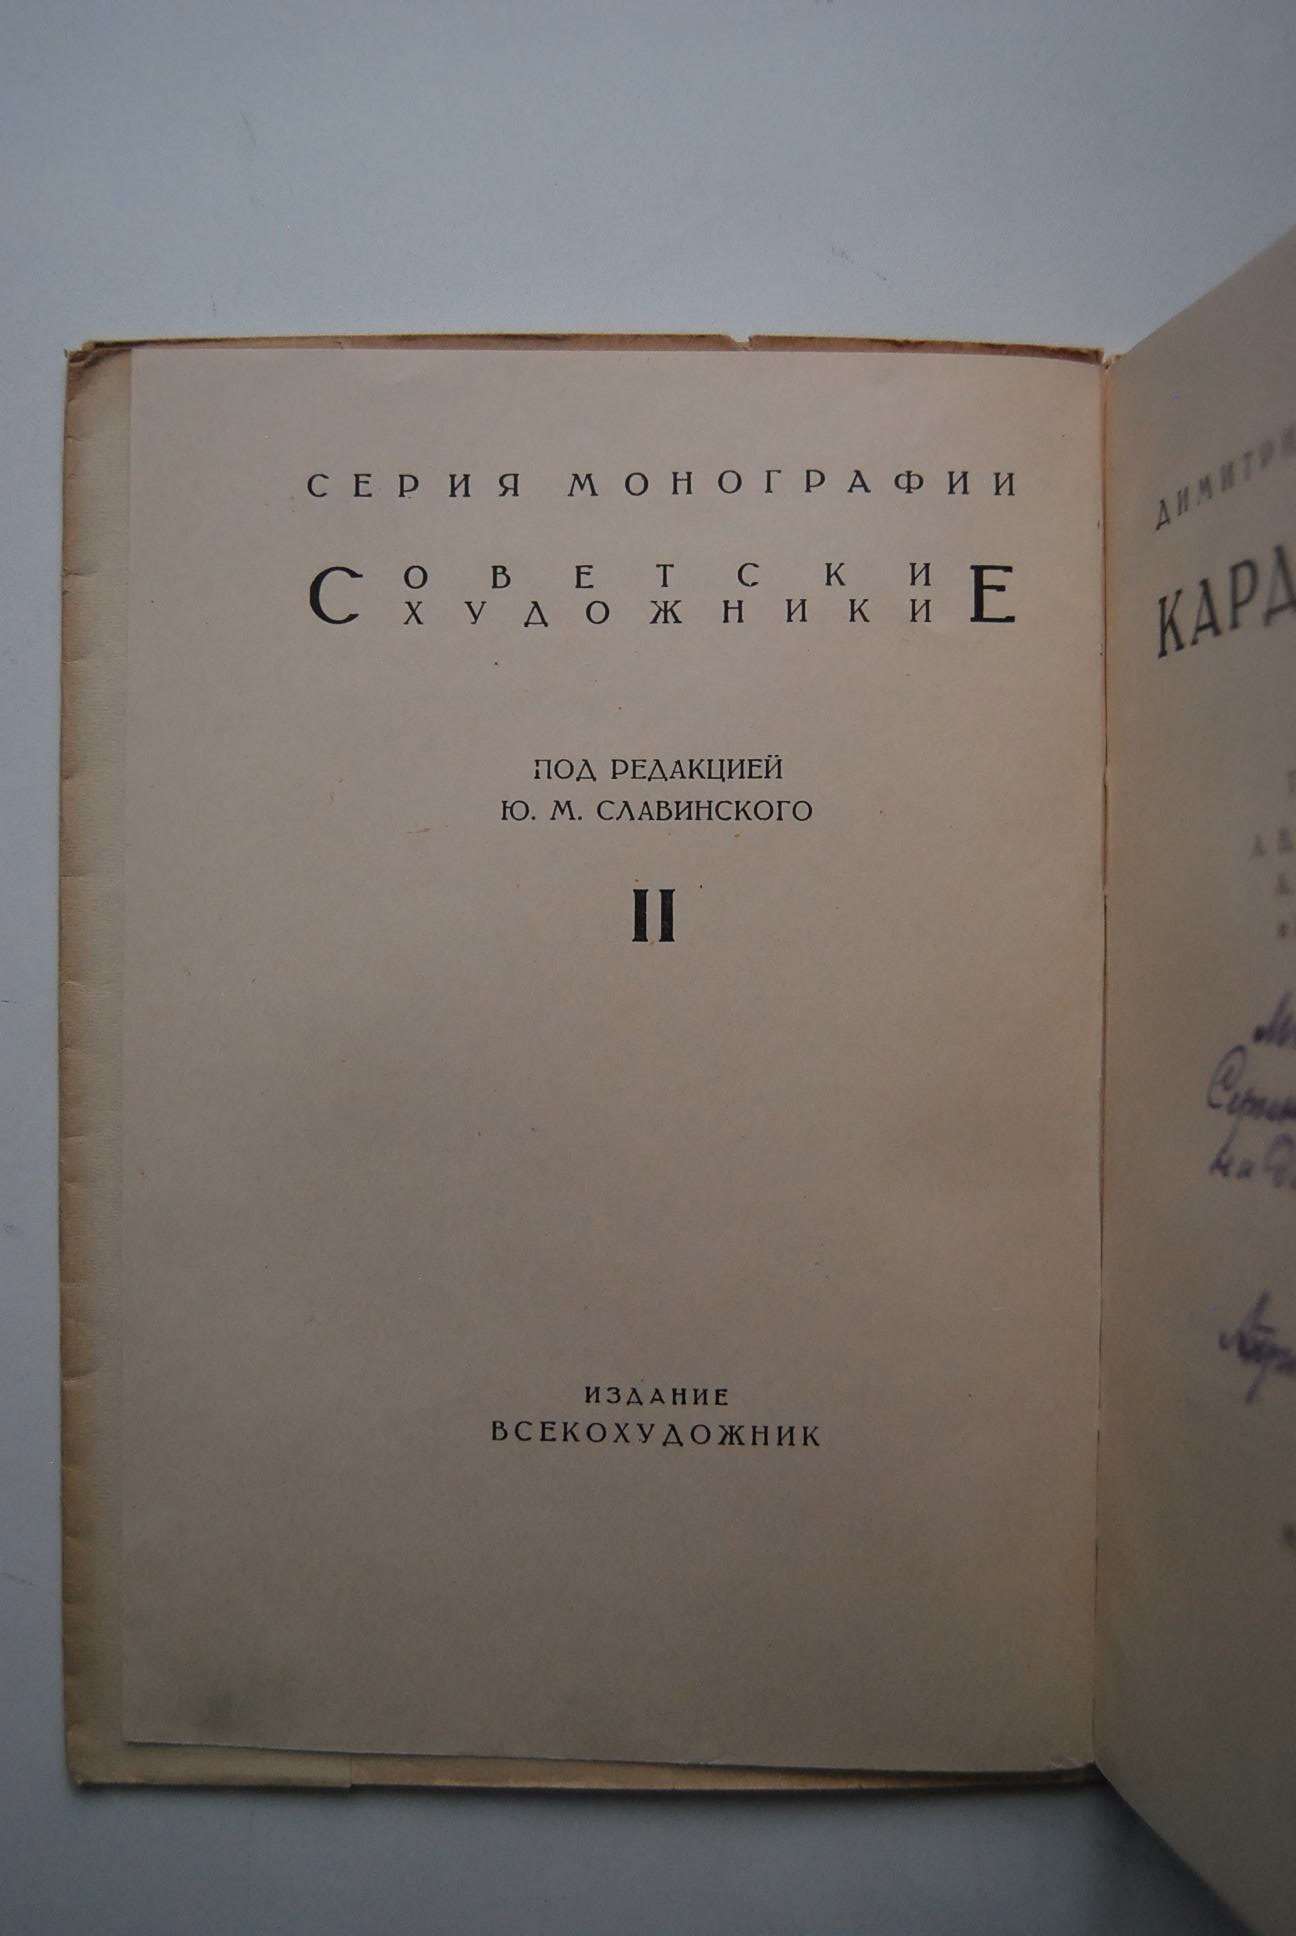 СЕРИЯ МОНОГРАФИИ
СОВЕТСКИЕ
ХУДОЖНИКИ
ПОД РЕДАКЦИЕЙ
Ю. М. СЛАВИНСКОГО
II
ИЗДАНИЕ
ВСЕКОХУДОЖНИК